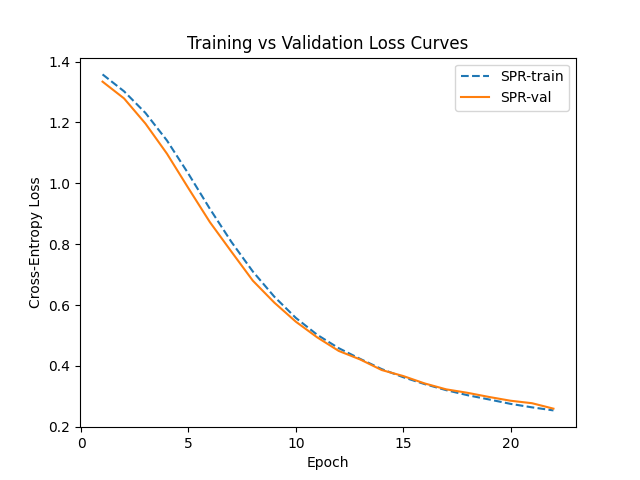 Training vs Validation Loss Curves
SPR-train
SPR-val
Cross-Entropy Loss
1.4
1.2
1.0
0.8
0.6
0.4
0.2
0
5
10
15
20
Epoch